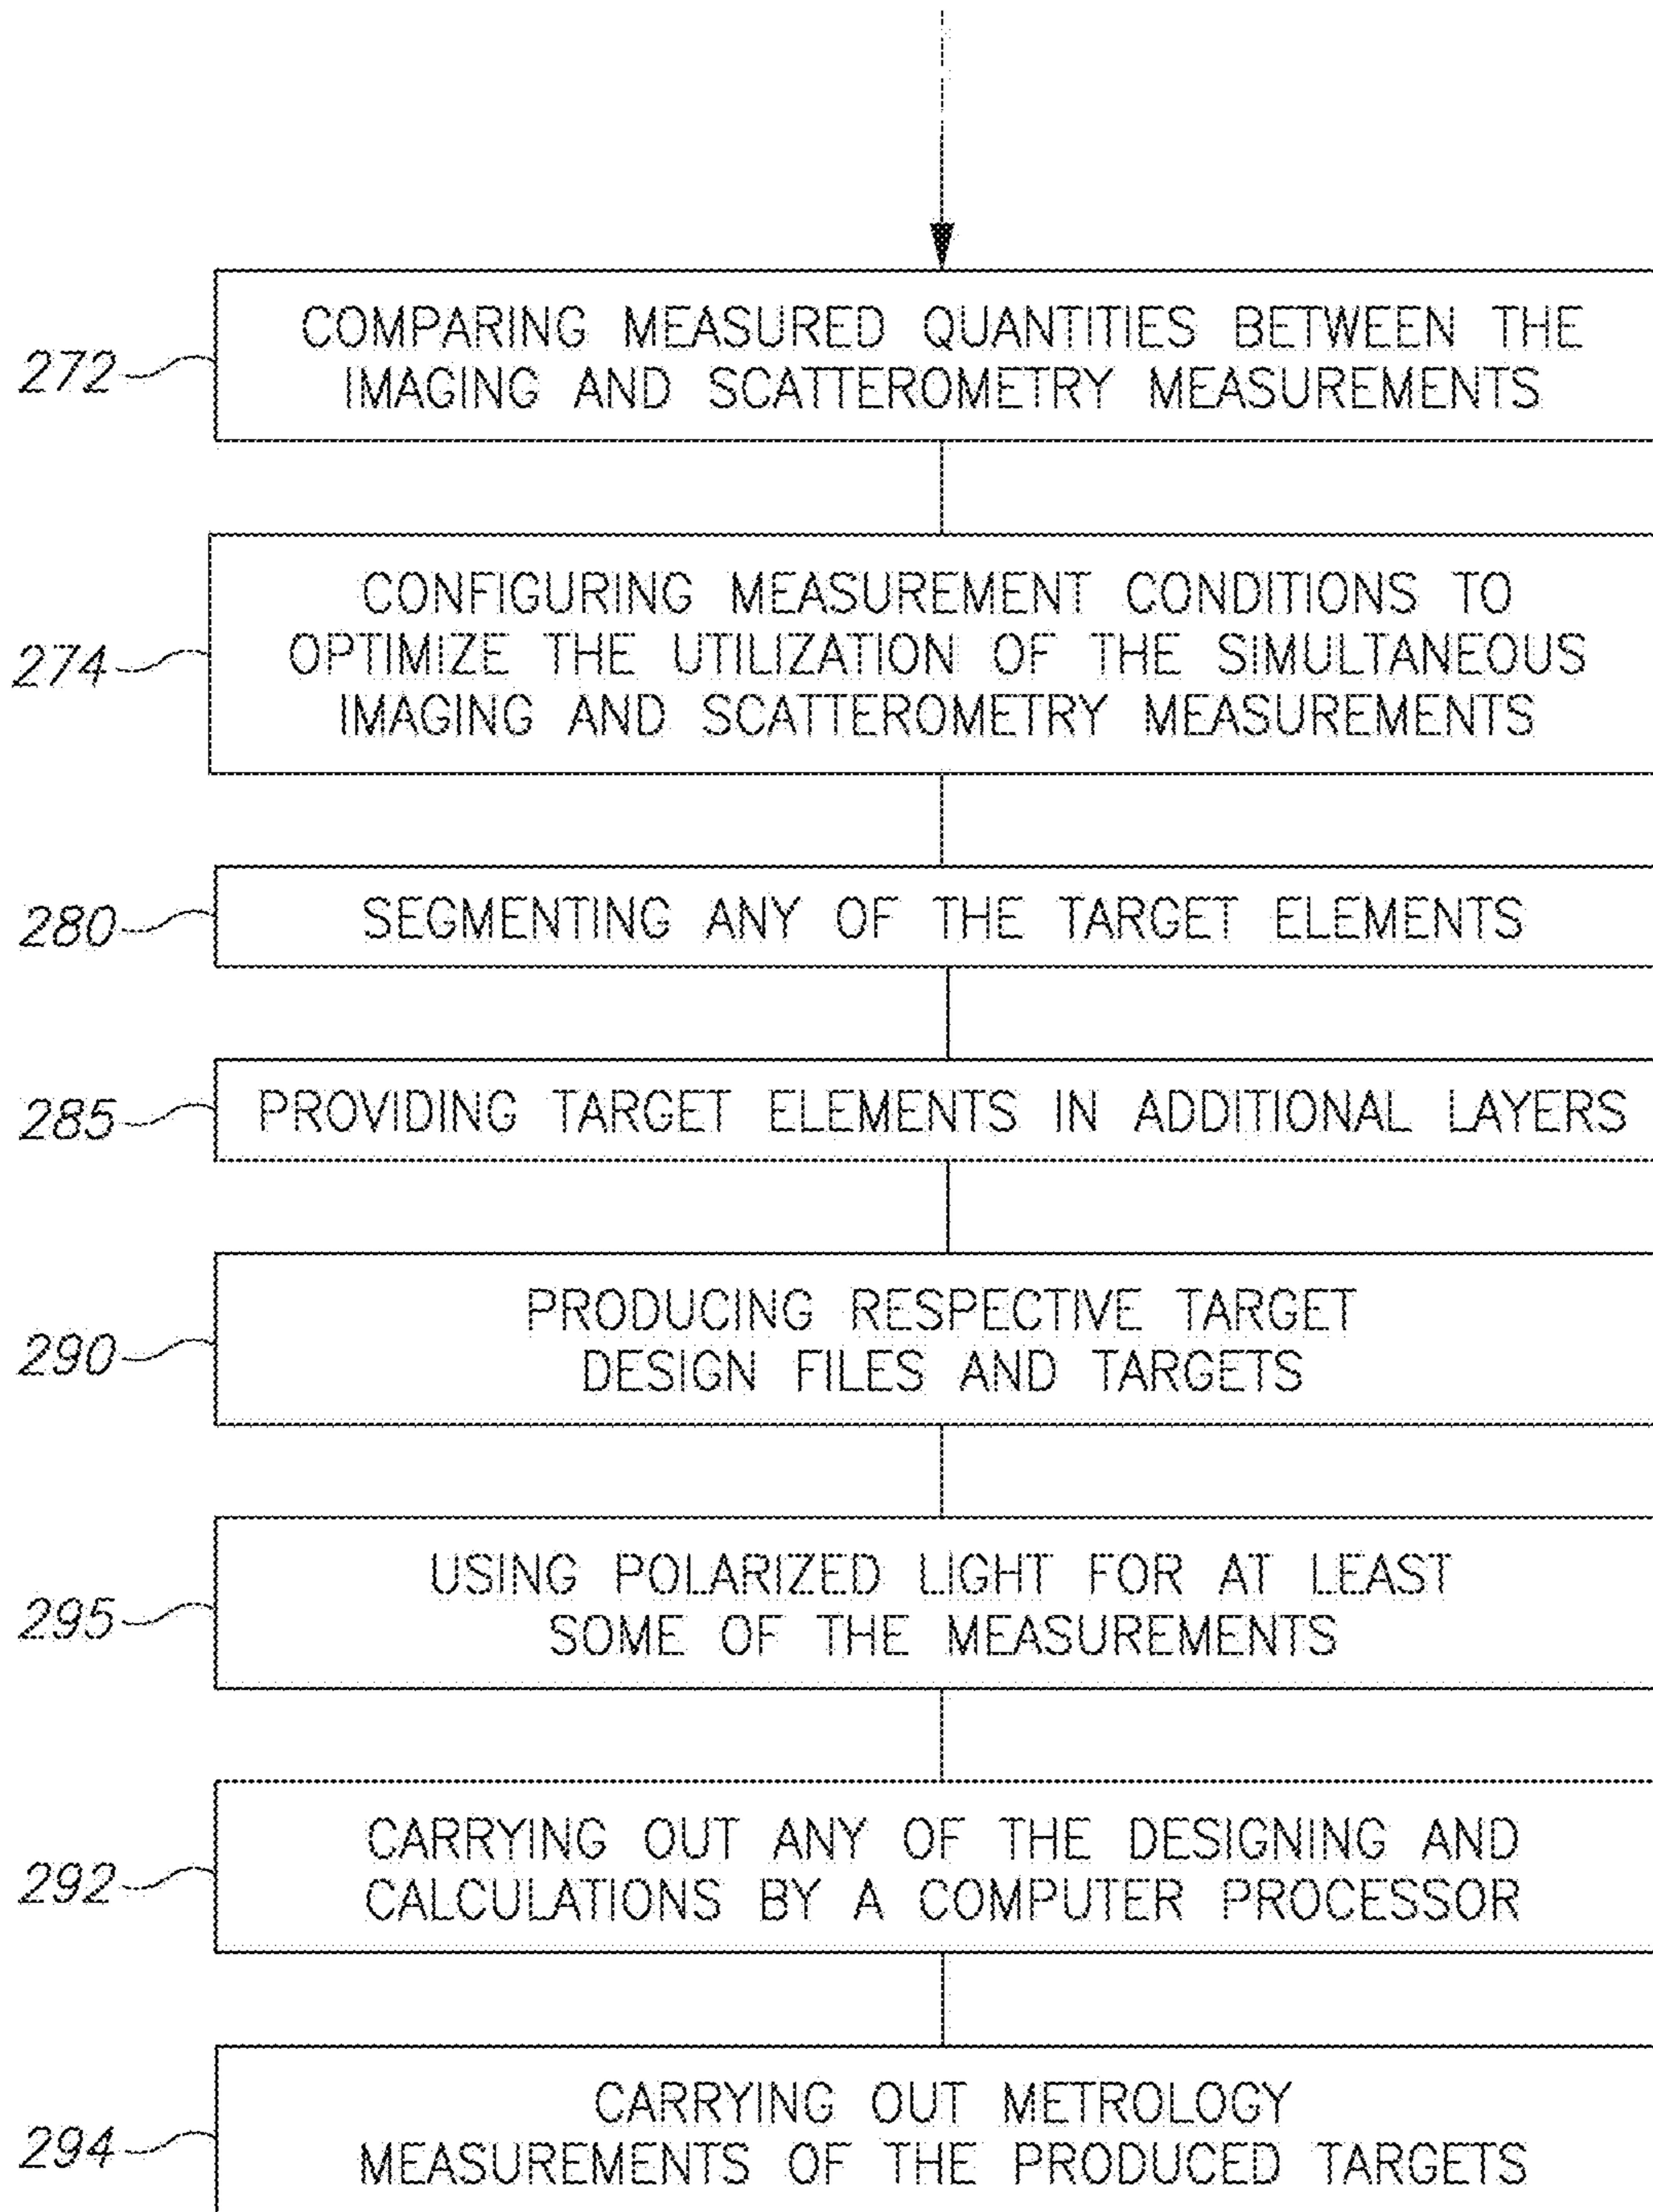 272
COMPARING MEASURED QUANTITIES BETWEEN THE
IMAGING AND SCATTEROMETRY MEASUREMENTS
274
CONFIGURING MEASUREMENT CONDITIONS TO
OPTIMIZE THE UTILIZATION OF THE SIMULTANEOUS
IMAGING AND SCATTEROMETRY MEASUREMENTS
280
SEGMENTING ANY OF THE TARGET ELEMENTS
285
PROVIDING TARGET ELEMENTS IN ADDITIONAL LAYERS
290
PRODUCING RESPECTIVE TARGET
DESIGN FILES AND TARGETS
295
USING POLARIZED LIGHT FOR AT LEAST
SOME OF THE MEASUREMENTS
292
CARRYING OUT ANY OF THE DESIGNING AND
CALCULATIONS BY A COMPUTER PROCESSOR
294
CARRYING OUT METROLOGY
MEASUREMENTS OF THE PRODUCED TARGETS